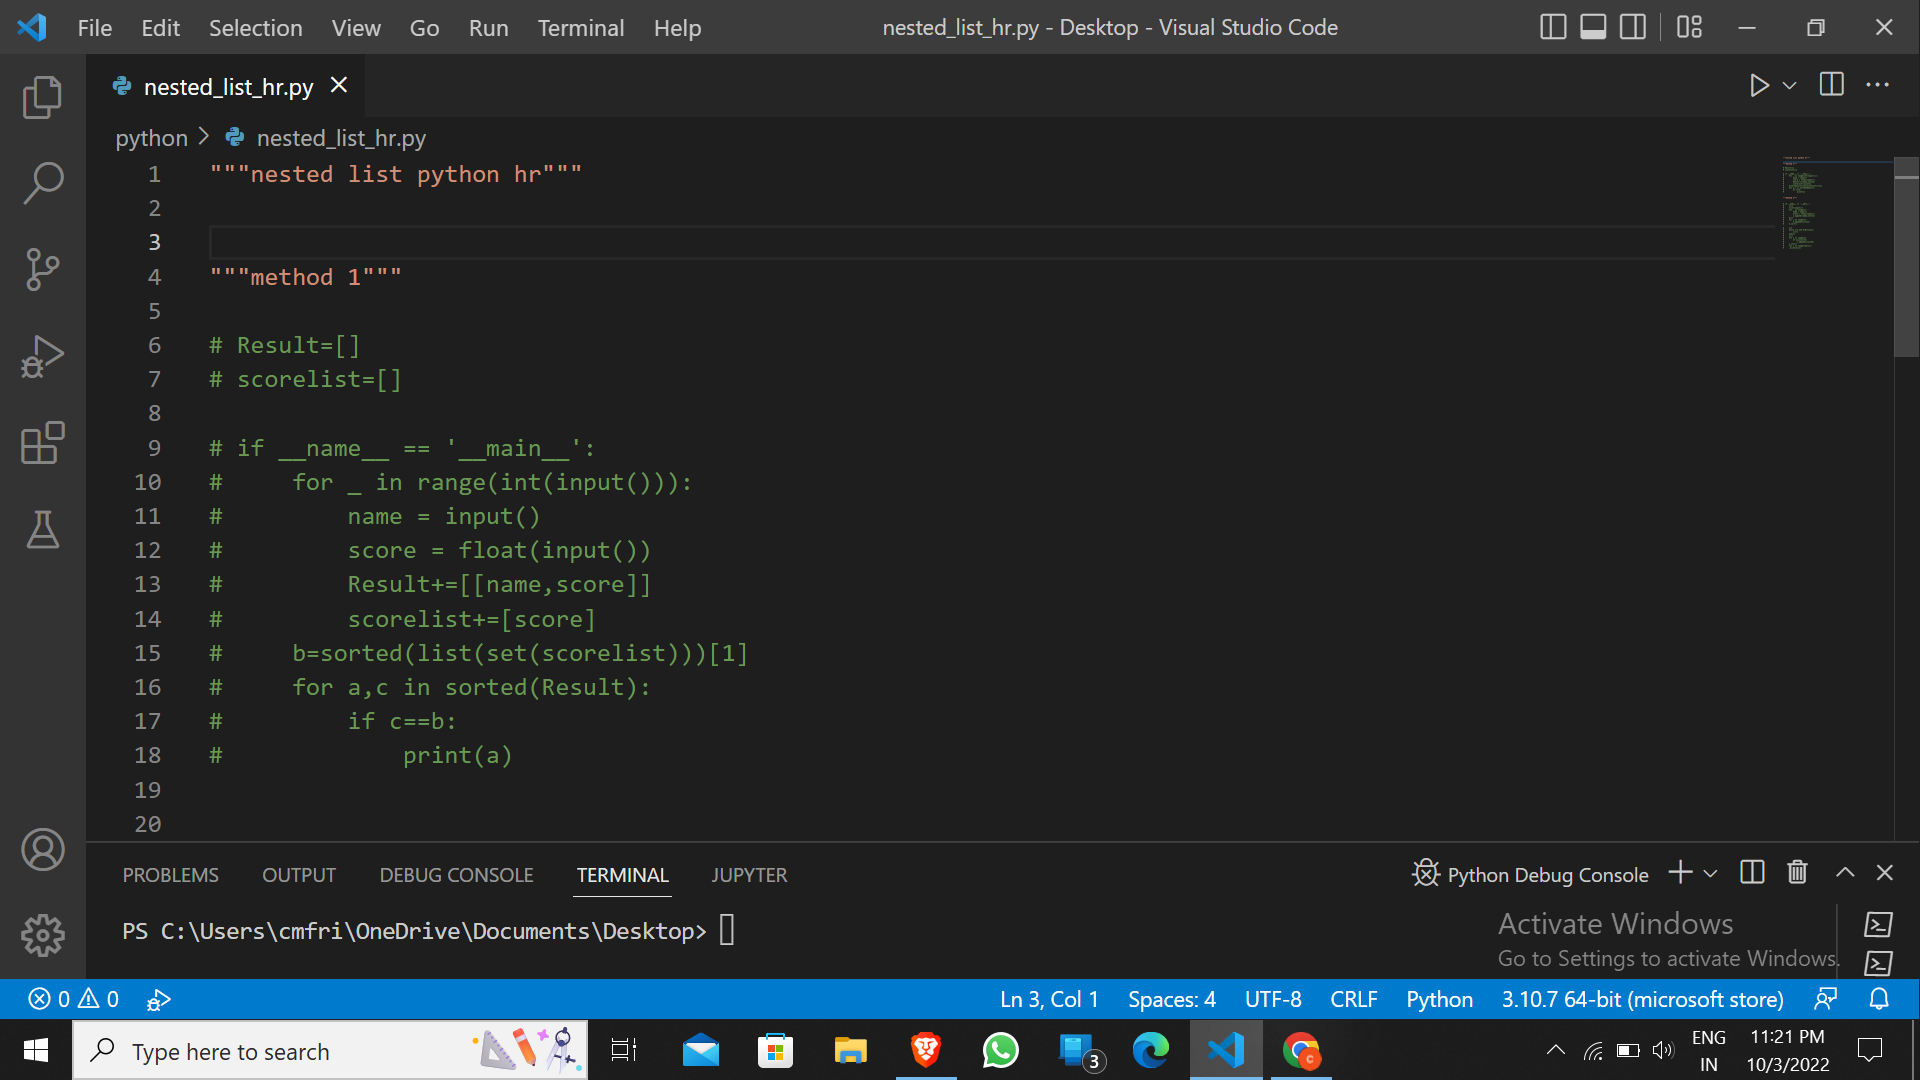 File Edit Selection View Go Run Terminal Help nested_list_hr.py - Desktop - Visual Studio Code
nested_list_hr.py
python > nested_list_hr.py
1 """nested list python hr"""
2
3
4 """method 1"""
5
6 # Result=[]
7 # scorelist=[]
8
9 # if __name__ == '__main__':
10 #     for _ in range(int(input())):
11 #         name = input()
12 #         score = float(input())
13 #         Result+=[[name,score]]
14 #         scorelist+=[score]
15 #     b=sorted(list(set(scorelist)))[1]
16 #     for a,c in sorted(Result):
17 #         if c==b:
18 #             print(a)
19
20
PROBLEMS OUTPUT DEBUG CONSOLE TERMINAL JUPYTER Python Debug Console
PS C:\Users\cmfri\OneDrive\Documents\Desktop>
Activate Windows
Go to Settings to activate Windows.
0 0 Ln 3, Col 1 Spaces: 4 UTF-8 CRLF Python 3.10.7 64-bit (microsoft store)
Type here to search
3
C
ENG
IN
11:21 PM
10/3/2022